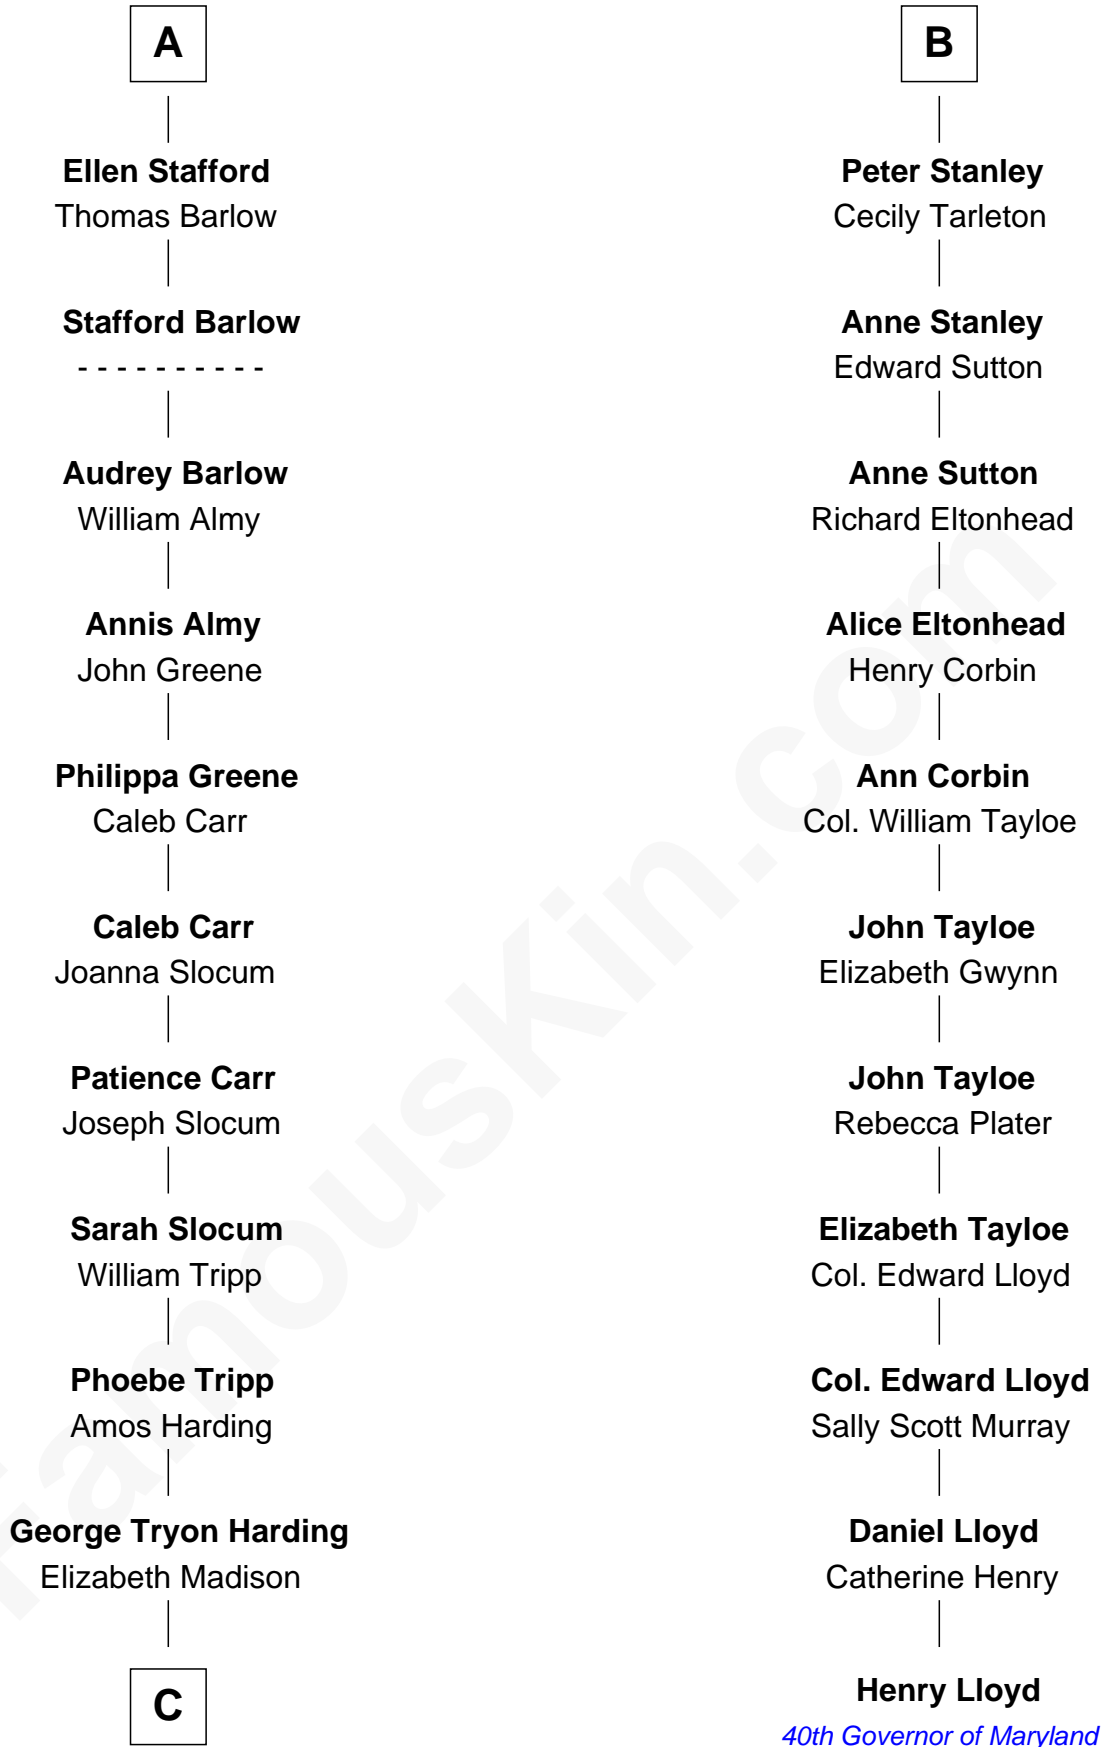 A
Ellen Stafford
Thomas Barlow
Stafford Barlow
- - - - - - - - - -
Audrey Barlow
William Almy
Annis Almy
John Greene
Philippa Greene
Caleb Carr
Caleb Carr
Joanna Slocum
Patience Carr
Joseph Slocum
Sarah Slocum
William Tripp
Phoebe Tripp
Amos Harding
George Tryon Harding
Elizabeth Madison
C
B
Peter Stanley
Cecily Tarleton
Anne Stanley
Edward Sutton
Anne Sutton
Richard Eltonhead
Alice Eltonhead
Henry Corbin
Ann Corbin
Col. William Tayloe
John Tayloe
Elizabeth Gwynn
John Tayloe
Rebecca Plater
Elizabeth Tayloe
Col. Edward Lloyd
Col. Edward Lloyd
Sally Scott Murray
Daniel Lloyd
Catherine Henry
Henry Lloyd
40th Governor of Maryland
FamousKin.com